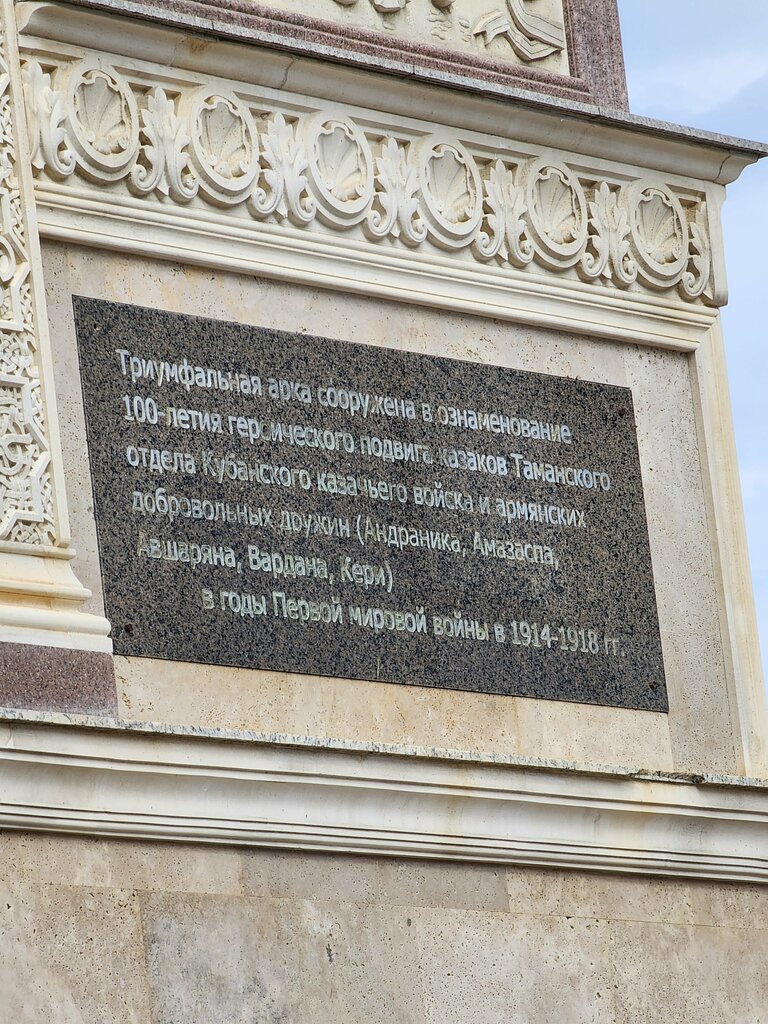 Триумфальная арка сооружена в ознаменование
100-летия героического подвига казаков Таманского
отдела Кубанского казачьего войска и армянских
добровольных дружин (Андраника, Амазаспа,
Авшаряна, Вардана, Кери)
в годы Первой мировой войны в 1914-1918 гг.